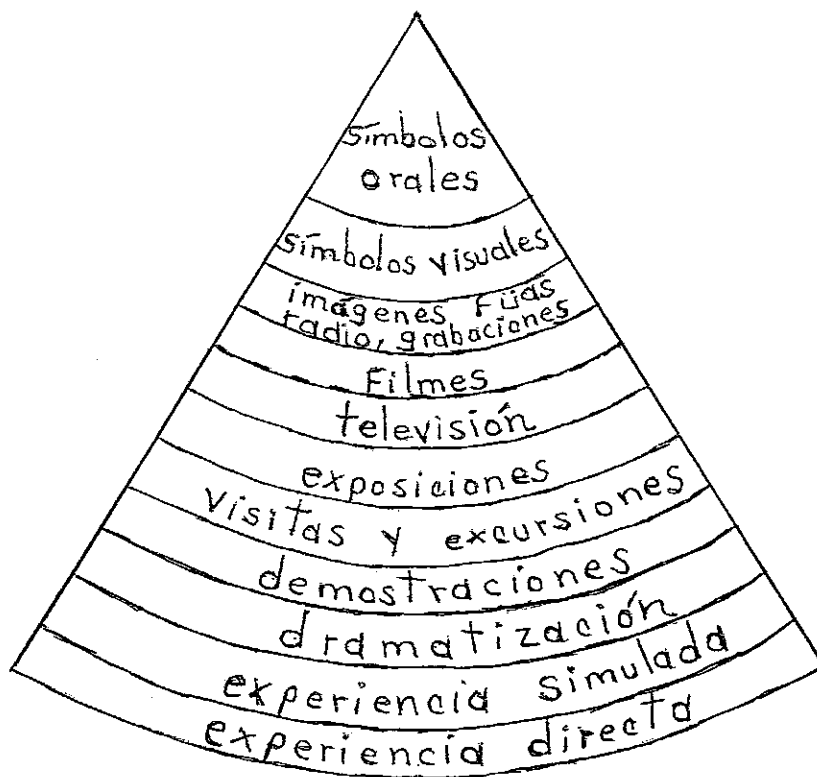 símbolos
orales
símbolos visuales
imágenes fijas
radio, grabaciones
Filmes
televisión
exposiciones
visitas y excursiones
demostraciones
dramatización
experiencia simulada
experiencia directa